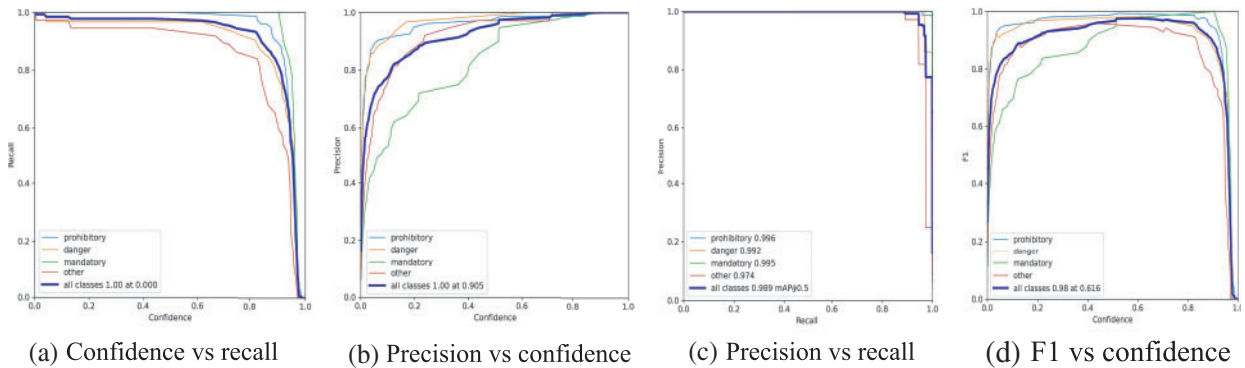 1.0
0.8
0.6
0.4
0.2
0.0
Recall
prohibitory
danger
mandatory
other
all classes 1.00 at 0.000
0.0 0.2 0.4 0.6 0.8 1.0
Confidence
(a) Confidence vs recall
1.0
0.8
0.6
0.4
0.2
0.0
Precision
prohibitory
danger
mandatory
other
all classes 1.00 at 0.905
0.0 0.2 0.4 0.6 0.8 1.0
Confidence
(b) Precision vs confidence
1.0
0.8
0.6
0.4
0.2
0.0
Precision
prohibitory 0.996
danger 0.992
mandatory 0.995
other 0.974
all classes 0.989 mAP@0.5
0.0 0.2 0.4 0.6 0.8 1.0
Recall
(c) Precision vs recall
1.0
0.8
0.6
0.4
0.2
0.0
F1
prohibitory
danger
mandatory
other
all classes 0.98 at 0.616
0.0 0.2 0.4 0.6 0.8 1.0
Confidence
(d) F1 vs confidence